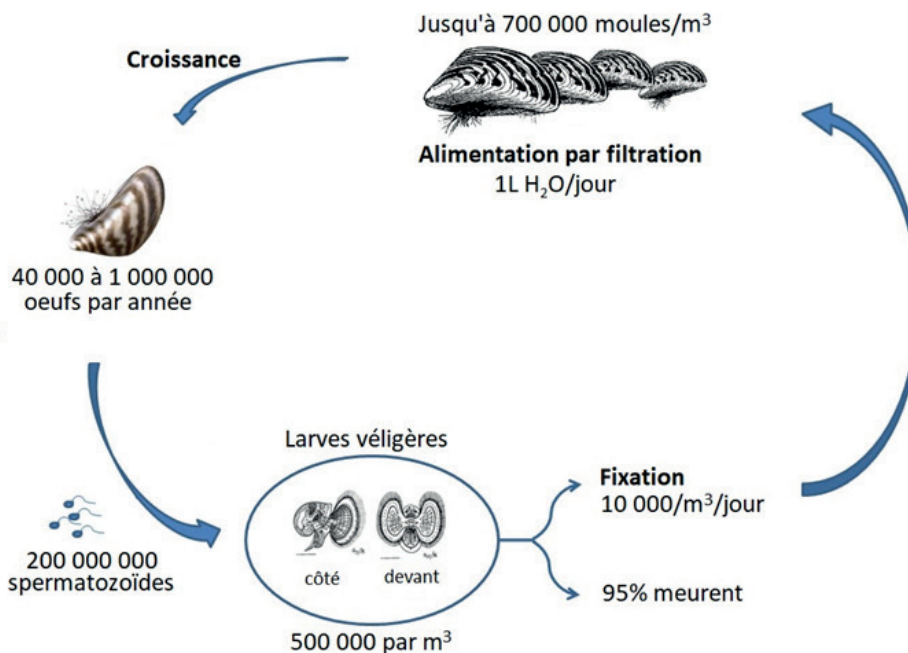 Jusqu'à 700 000 moules/m³
Croissance
Alimentation par filtration
1L H₂O/jour
40 000 à 1 000 000
oeufs par année
Larves véligères
côté
devant
500 000 par m³
200 000 000
spermatozoïdes
Fixation
10 000/m³/jour
95% meurent